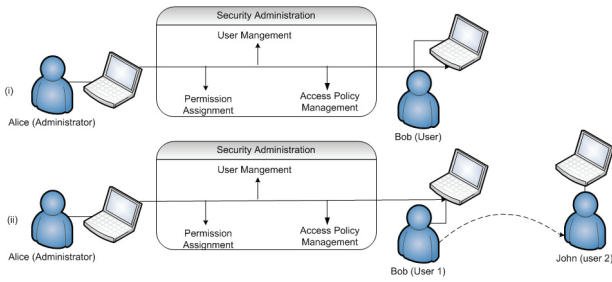 Security Administration
User Mangement
(i)
Permission
Assignment
Access Policy
Management
Alice (Administrator)
Bob (User)
Security Administration
User Mangement
(ii)
Permission
Assignment
Access Policy
Management
Alice (Administrator)
Bob (User 1)
John (user 2)